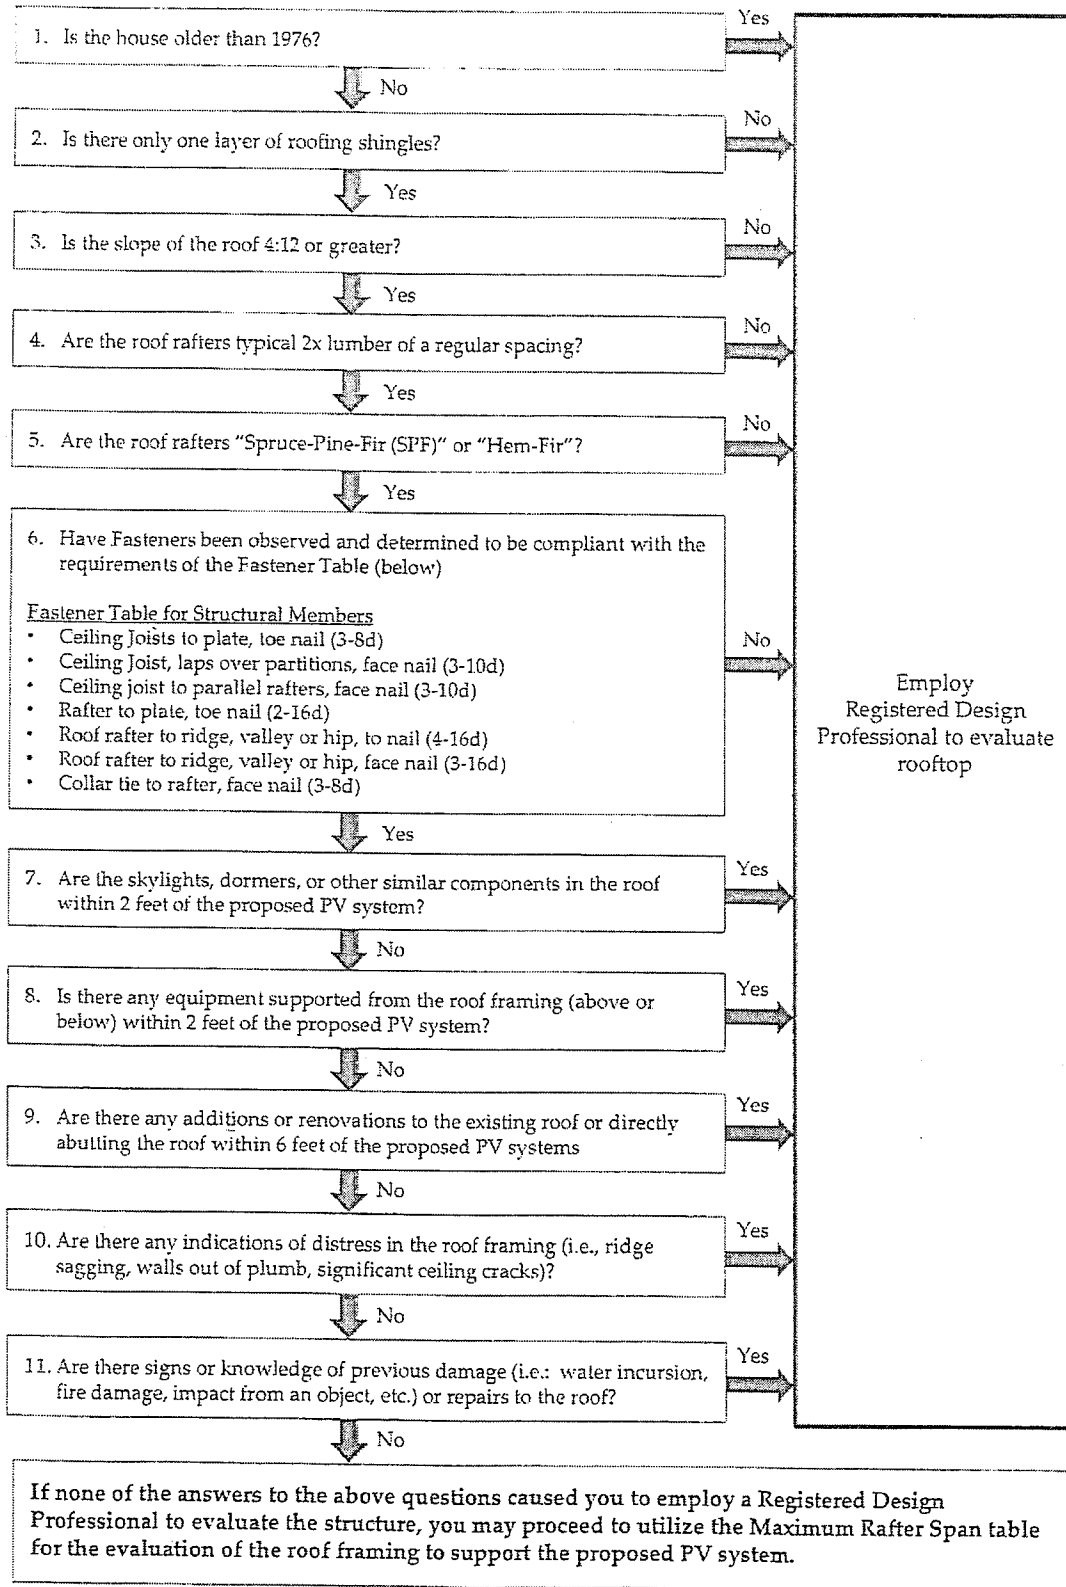 1. Is the house older than 1976?
Yes
No
2. Is there only one layer of roofing shingles?
No
Yes
3. Is the slope of the roof 4:12 or greater?
No
Yes
4. Are the roof rafters typical 2x lumber of a regular spacing?
No
Yes
5. Are the roof rafters "Spruce-Pine-Fir (SPF)" or "Hem-Fir"?
No
Yes
6. Have Fasteners been observed and determined to be compliant with the
requirements of the Fastener Table (below)
Fastener Table for Structural Members
• Ceiling Joists to plate, toe nail (3-8d)
• Ceiling Joist, laps over partitions, face nail (3-10d)
• Ceiling joist to parallel rafters, face nail (3-10d)
• Rafter to plate, toe nail (2-16d)
• Roof rafter to ridge, valley or hip, to nail (4-16d)
• Roof rafter to ridge, valley or hip, face nail (3-16d)
• Collar tie to rafter, face nail (3-8d)
No
Yes
7. Are the skylights, dormers, or other similar components in the roof
within 2 feet of the proposed PV system?
Yes
No
8. Is there any equipment supported from the roof framing (above or
below) within 2 feet of the proposed PV system?
Yes
No
9. Are there any additions or renovations to the existing roof or directly
abutting the roof within 6 feet of the proposed PV systems
Yes
No
10. Are there any indications of distress in the roof framing (i.e., ridge
sagging, walls out of plumb, significant ceiling cracks)?
Yes
No
11. Are there signs or knowledge of previous damage (i.e.: water incursion,
fire damage, impact from an object, etc.) or repairs to the roof?
Yes
No
Employ
Registered Design
Professional to evaluate
rooftop
If none of the answers to the above questions caused you to employ a Registered Design
Professional to evaluate the structure, you may proceed to utilize the Maximum Rafter Span table
for the evaluation of the roof framing to support the proposed PV system.